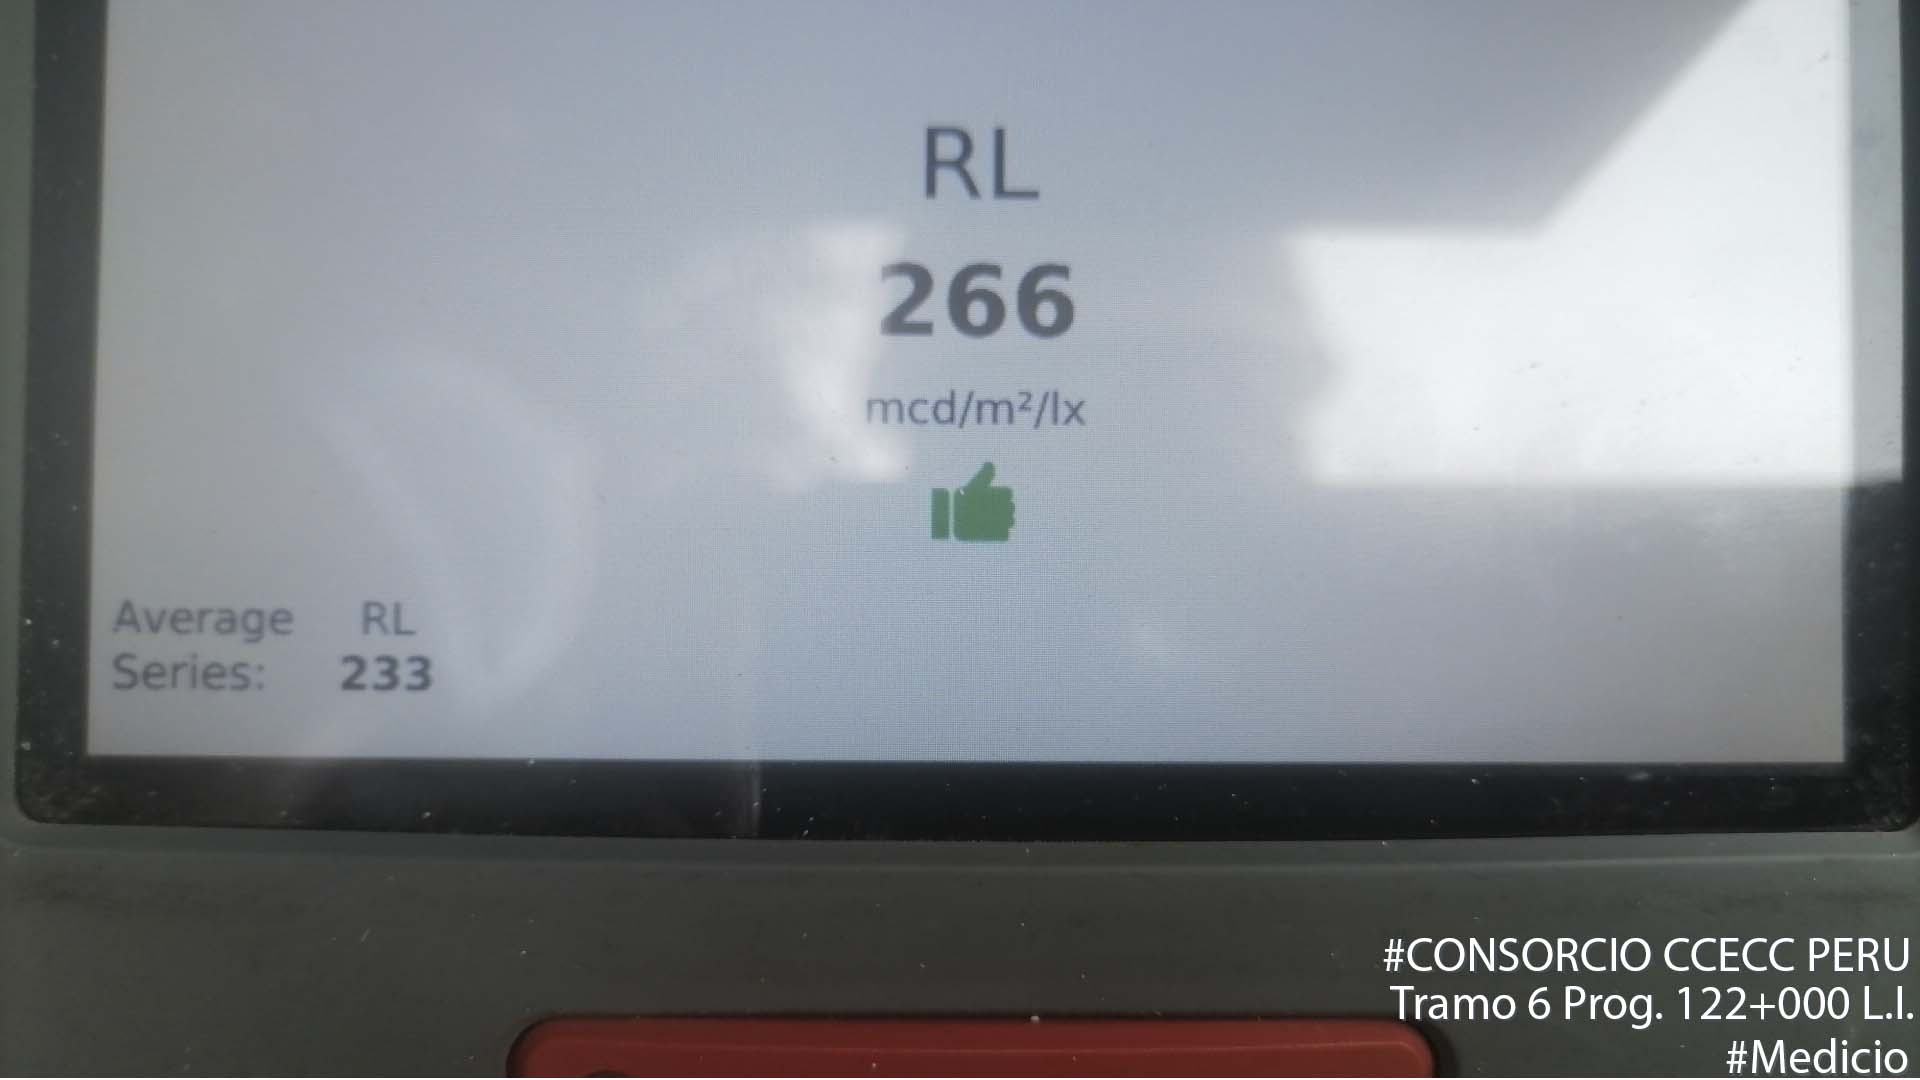 RL
266
mcd/m²/lx
Average RL
Series: 233
#CONSORCIO CCECC PERU
Tramo 6 Prog. 122+000 L.I.
#Medicio